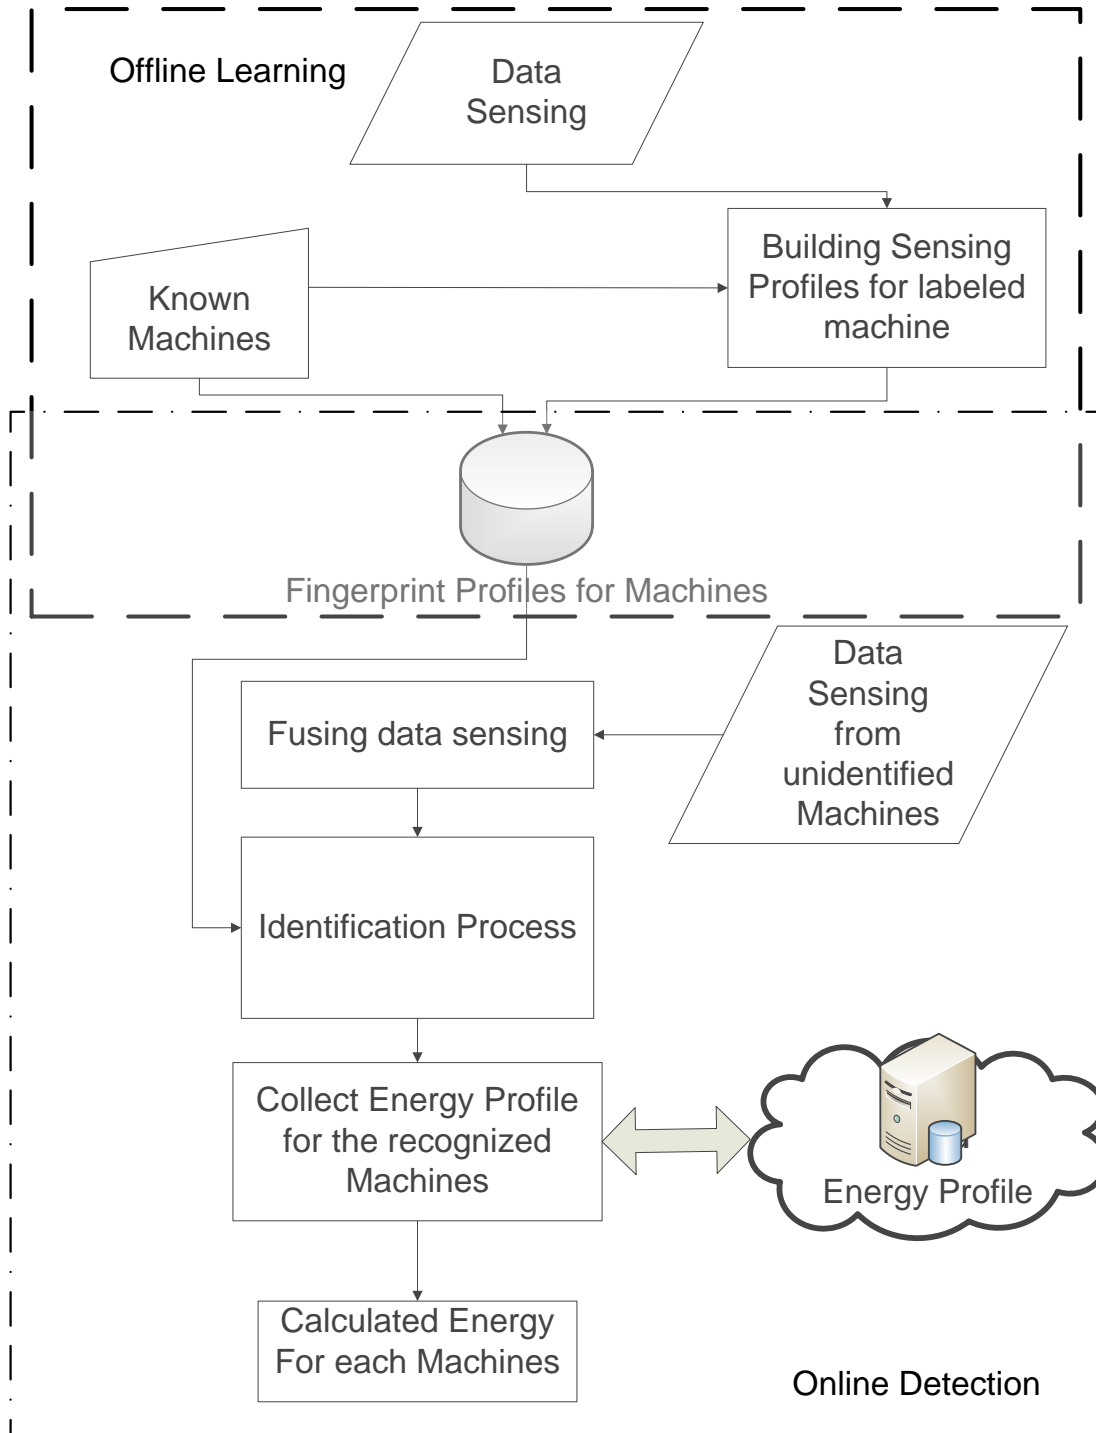 Offline Learning
Data
Sensing
Building Sensing
Profiles for labeled
machine
Known
Machines
Fingerprint Profiles for Machines
Data
Sensing
from
unidentified
Machines
Fusing data sensing
Identification Process
Collect Energy Profile
for the recognized
Machines
Energy Profile
Calculated Energy
For each Machines
Online Detection